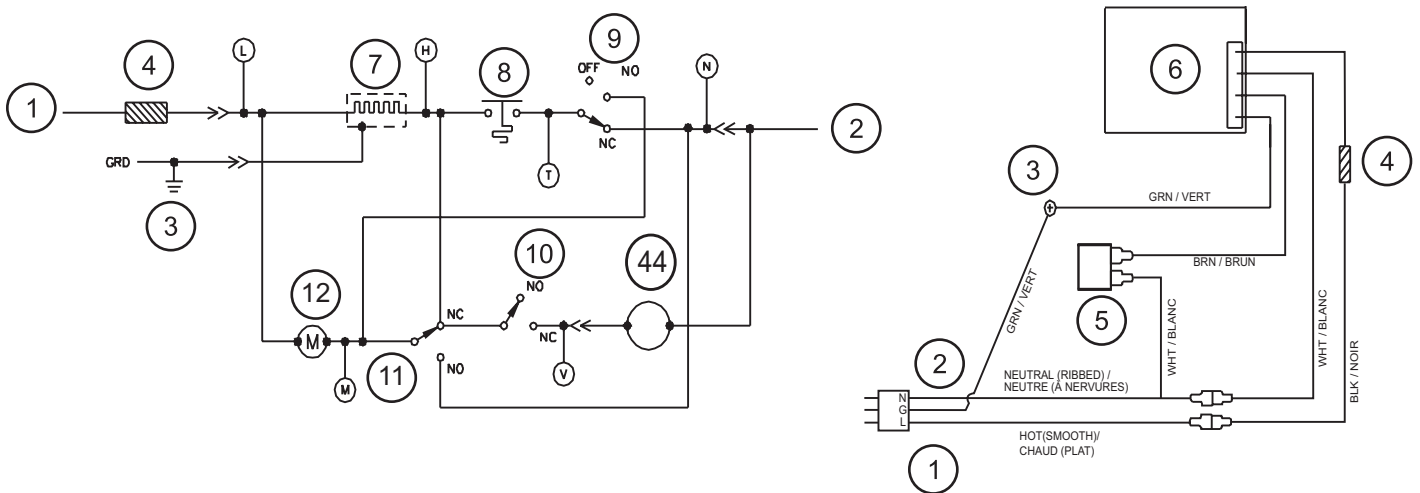 4
L
7
H
8
9
OFF
NO
N
1
2
NC
GRD
T
3
10
NO
44
12
NC
M
NC
M
11
NO
V
6
4
3
GRN / VERT
GRN / VERT
BRN / BRUN
5
WHT / BLANC
WHT / BLANC
BLK / NOIR
2
NEUTRAL (RIBBED) /
NEUTRE (À NERVURES)
N
G
L
HOT(SMOOTH)/
CHAUD (PLAT)
1